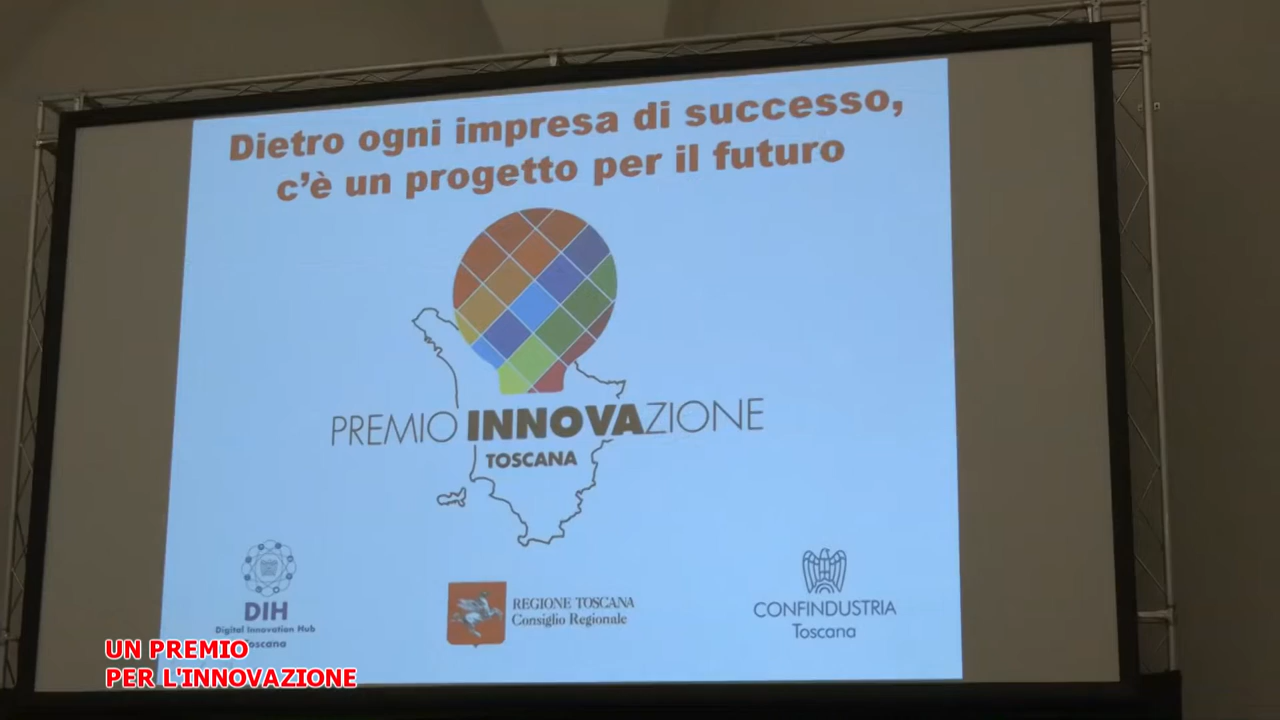 Dietro ogni impresa di successo,
c'è un progetto per il futuro
PREMIO INNOVAZIONE
TOSCANA
DIH
Digital Innovation Hub
Toscana
REGIONE TOSCANA
Consiglio Regionale
CONFINDUSTRIA
Toscana
UN PREMIO
PER L'INNOVAZIONE